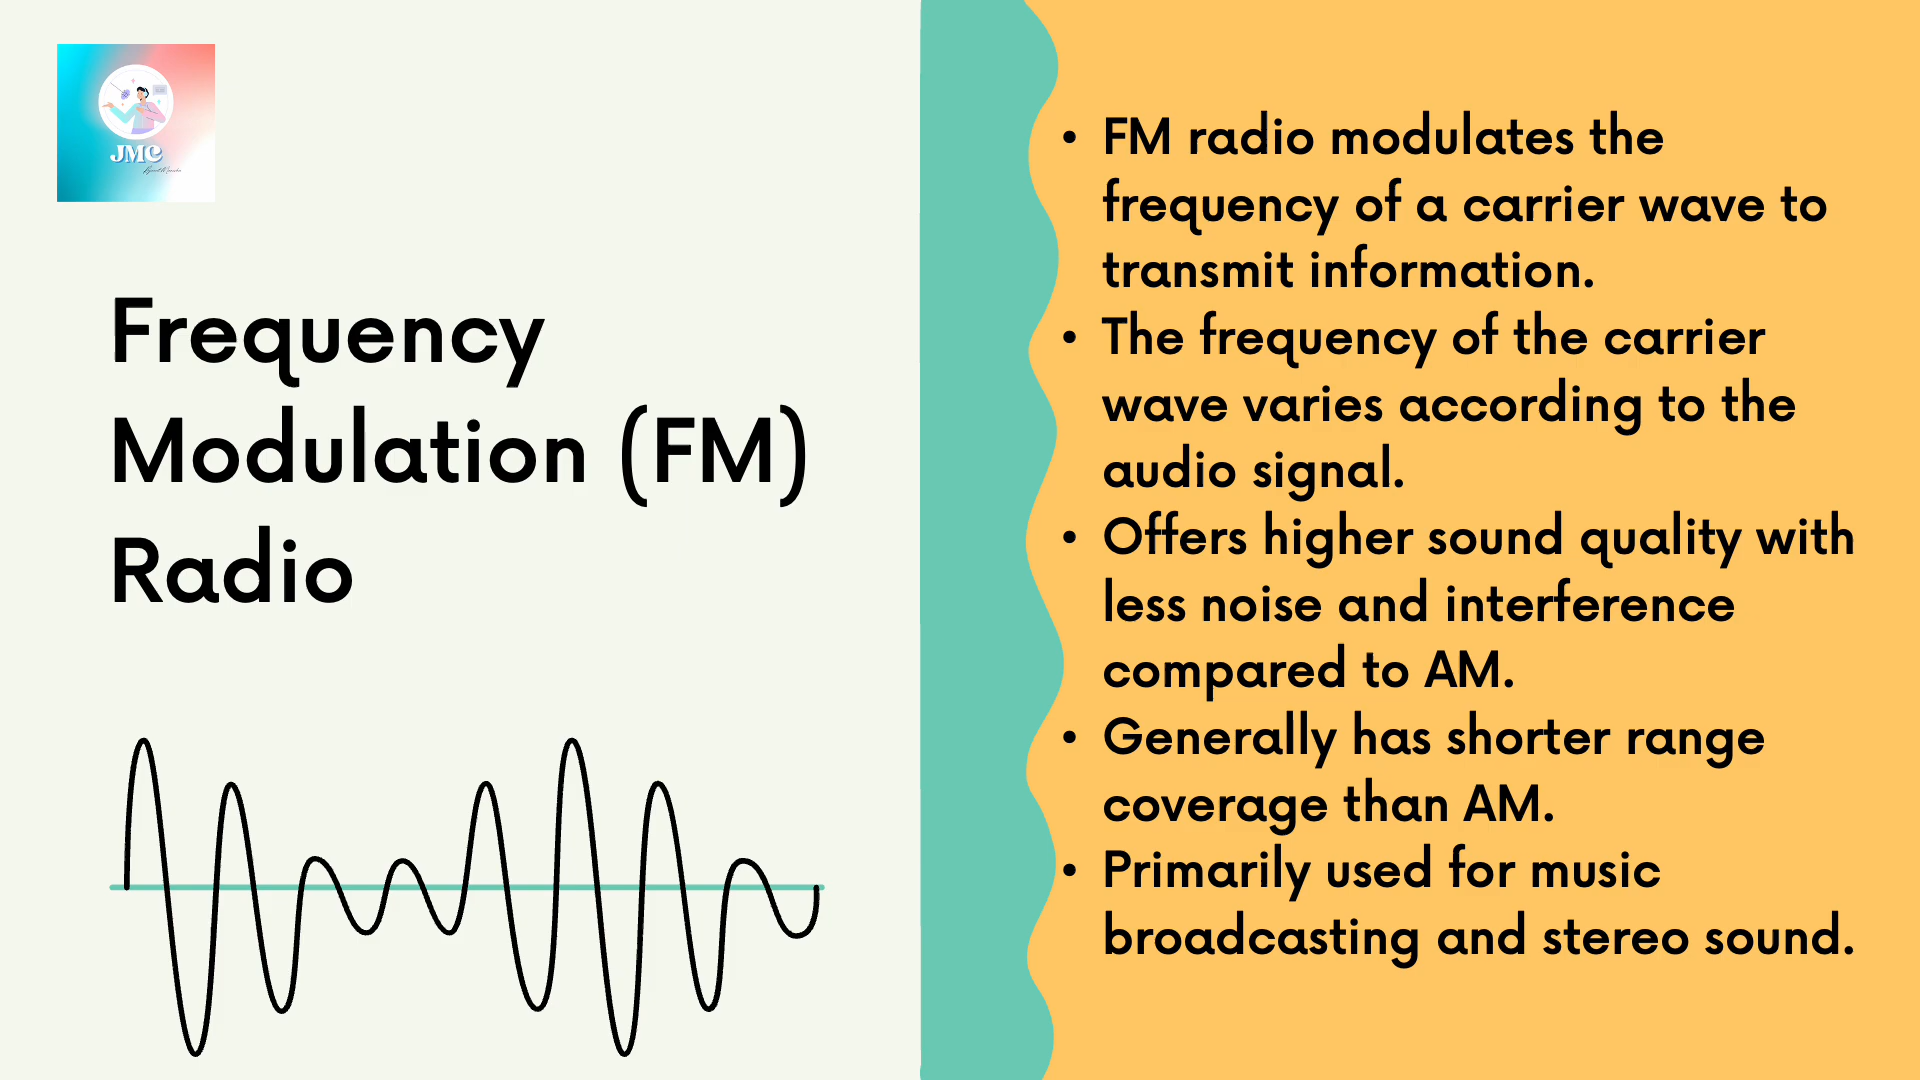 JMC
Frequency
Modulation (FM)
Radio
• FM radio modulates the
frequency of a carrier wave to
transmit information.
• The frequency of the carrier
wave varies according to the
audio signal.
• Offers higher sound quality with
less noise and interference
compared to AM.
• Generally has shorter range
coverage than AM.
• Primarily used for music
broadcasting and stereo sound.